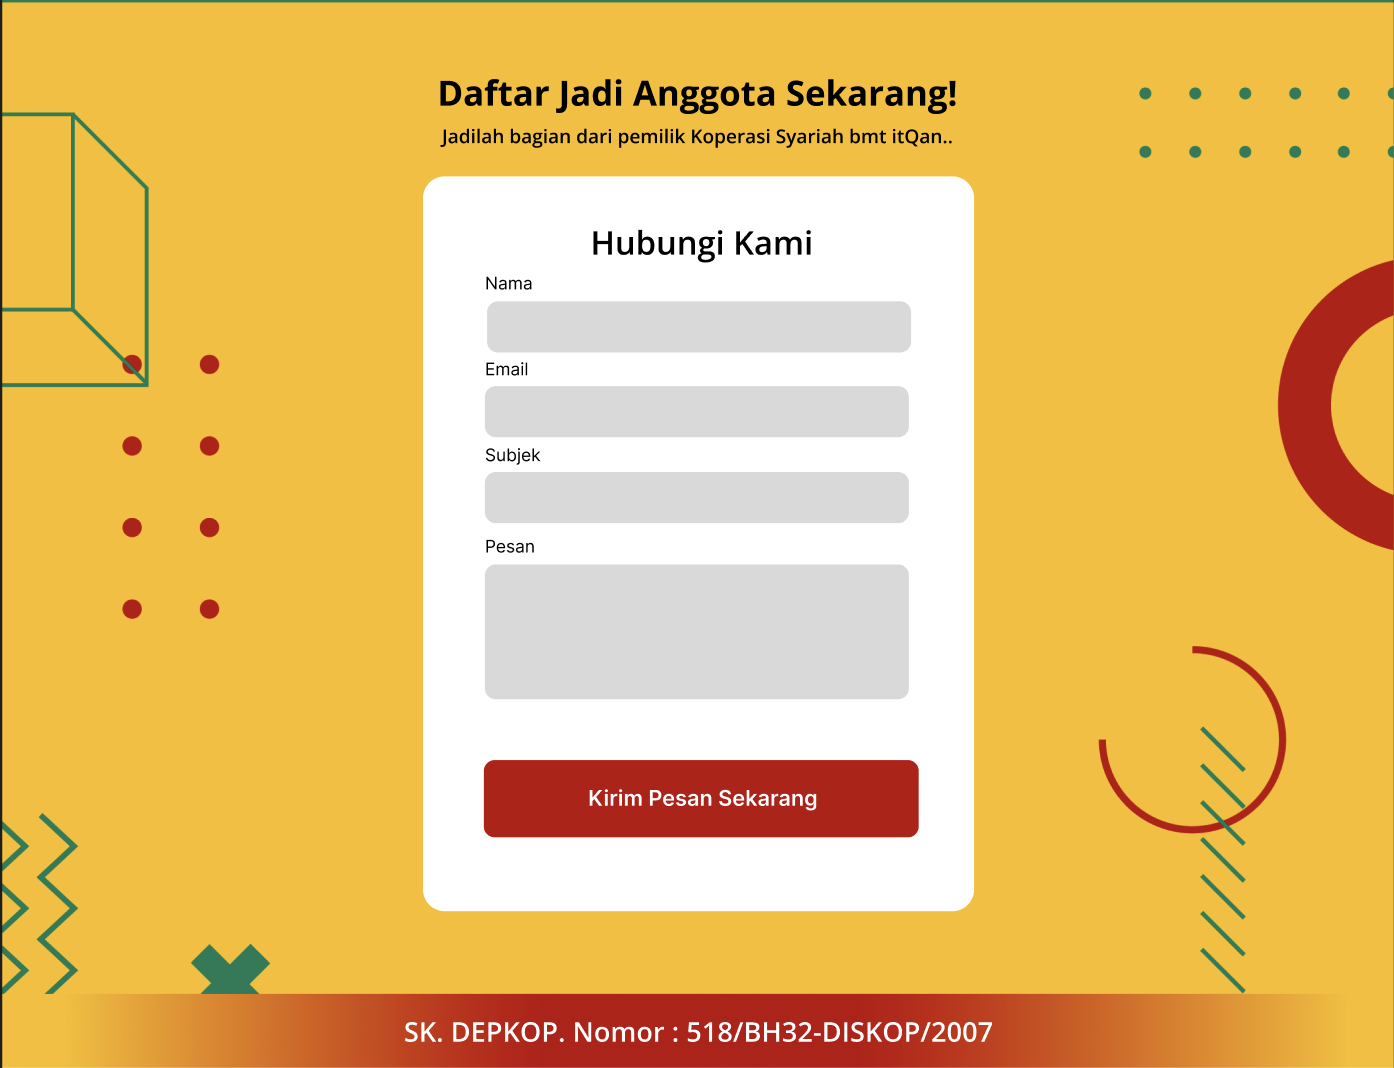 Daftar Jadi Anggota Sekarang!
Jadilah bagian dari pemilik Koperasi Syariah bmt itQan..
Hubungi Kami
Nama
Email
Subjek
Pesan
Kirim Pesan Sekarang
SK. DEPKOP. Nomor : 518/BH32-DISKOP/2007